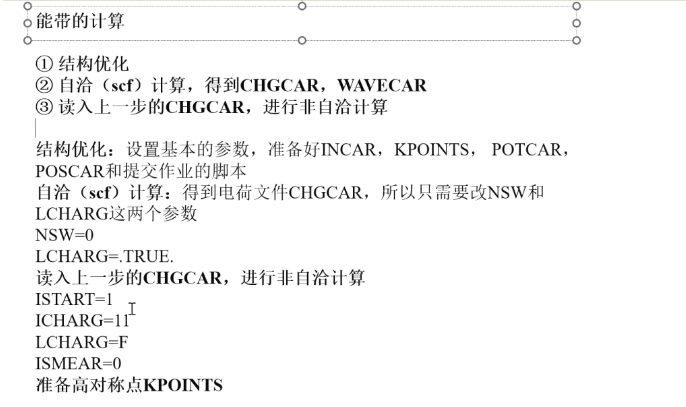 能带的计算
① 结构优化
② 自洽（scf）计算，得到CHGCAR，WAVECAR
③ 读入上一步的CHGCAR，进行非自洽计算
结构优化：设置基本的参数，准备好INCAR，KPOINTS， POTCAR，
POSCAR和提交作业的脚本
自洽（scf）计算：得到电荷文件CHGCAR，所以只需要改NSW和
LCHARG这两个参数
NSW=0
LCHARG=.TRUE.
读入上一步的CHGCAR，进行非自洽计算
ISTART=1
ICHARG=11
LCHARG=F
ISMEAR=0
准备高对称点KPOINTS